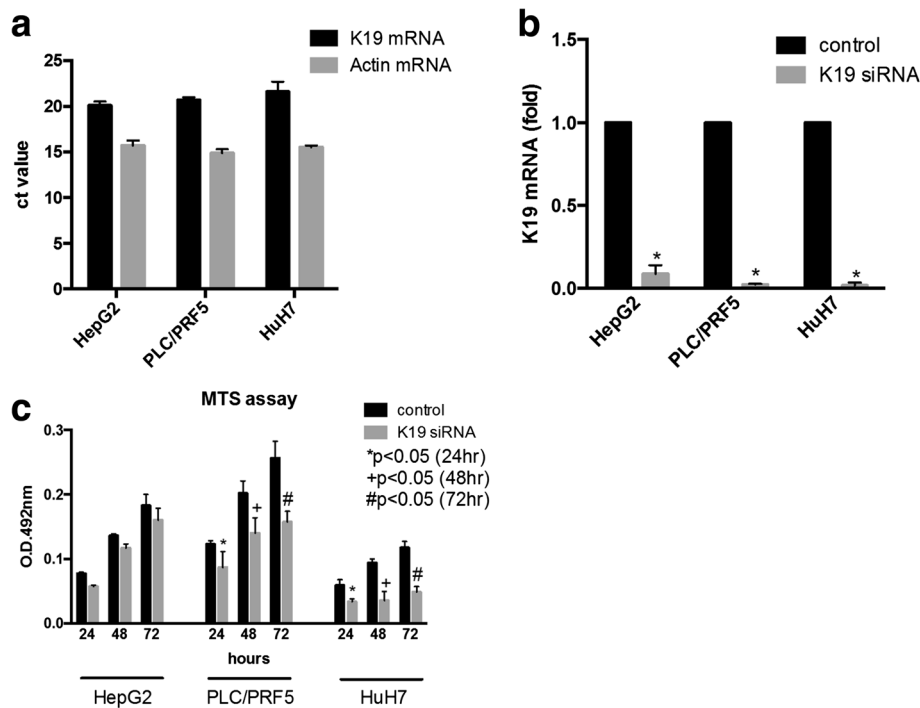 a
K19 mRNA
Actin mRNA
25
20
15
10
5
0
ct value
HepG2
PLC/PRF5
HuH7
b
control
K19 siRNA
1.5
1.0
0.5
0.0
K19 mRNA (fold)
*
*
*
HepG2
PLC/PRF5
HuH7
c
MTS assay
control
K19 siRNA
*p<0.05 (24hr)
+p<0.05 (48hr)
#p<0.05 (72hr)
0.3
0.2
0.1
0.0
O.D.492nm
* + #
* + #
24 48 72 24 48 72 24 48 72
hours
HepG2 PLC/PRF5 HuH7